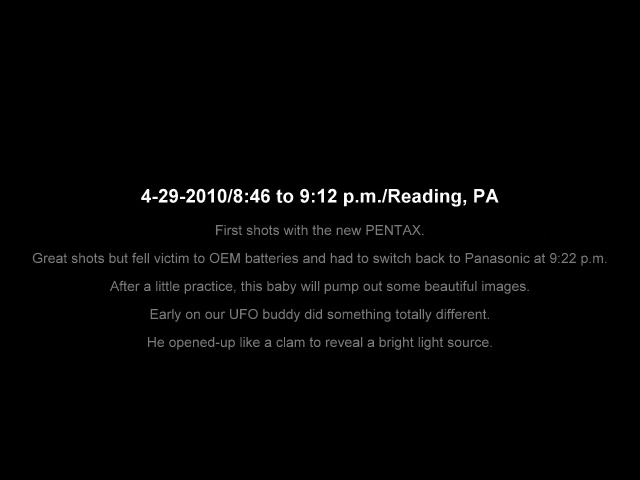 4-29-2010/8:46 to 9:12 p.m./Reading, PA
First shots with the new PENTAX.
Great shots but fell victim to OEM batteries and had to switch back to Panasonic at 9:22 p.m.
After a little practice, this baby will pump out some beautiful images.
Early on our UFO buddy did something totally different.
He opened-up like a clam to reveal a bright light source.